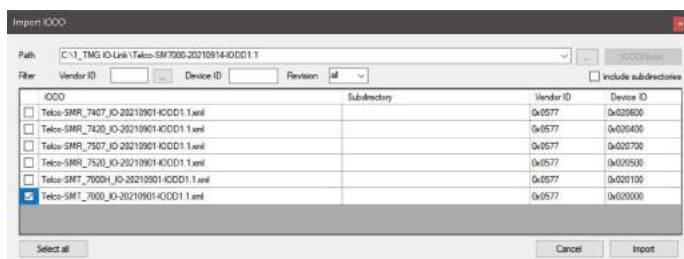 Import IODD
Path C:\1_TMG IO-Link\Telco-SM7000-20210914-IODD1.1 ... IODDFinder
Filter Vendor ID ... Device ID Revision all include subdirectories
IODD Subdirectory Vendor ID Device ID
Telco-SMR_7407_IO-20210901-IODD1.1.xml 0x0577 0x020600
Telco-SMR_7420_IO-20210901-IODD1.1.xml 0x0577 0x020400
Telco-SMR_7507_IO-20210901-IODD1.1.xml 0x0577 0x020700
Telco-SMR_7520_IO-20210901-IODD1.1.xml 0x0577 0x020500
Telco-SMT_7000H_IO-20210901-IODD1.1.xml 0x0577 0x020100
Telco-SMT_7000_IO-20210901-IODD1.1.xml 0x0577 0x020000
Select all Cancel Import